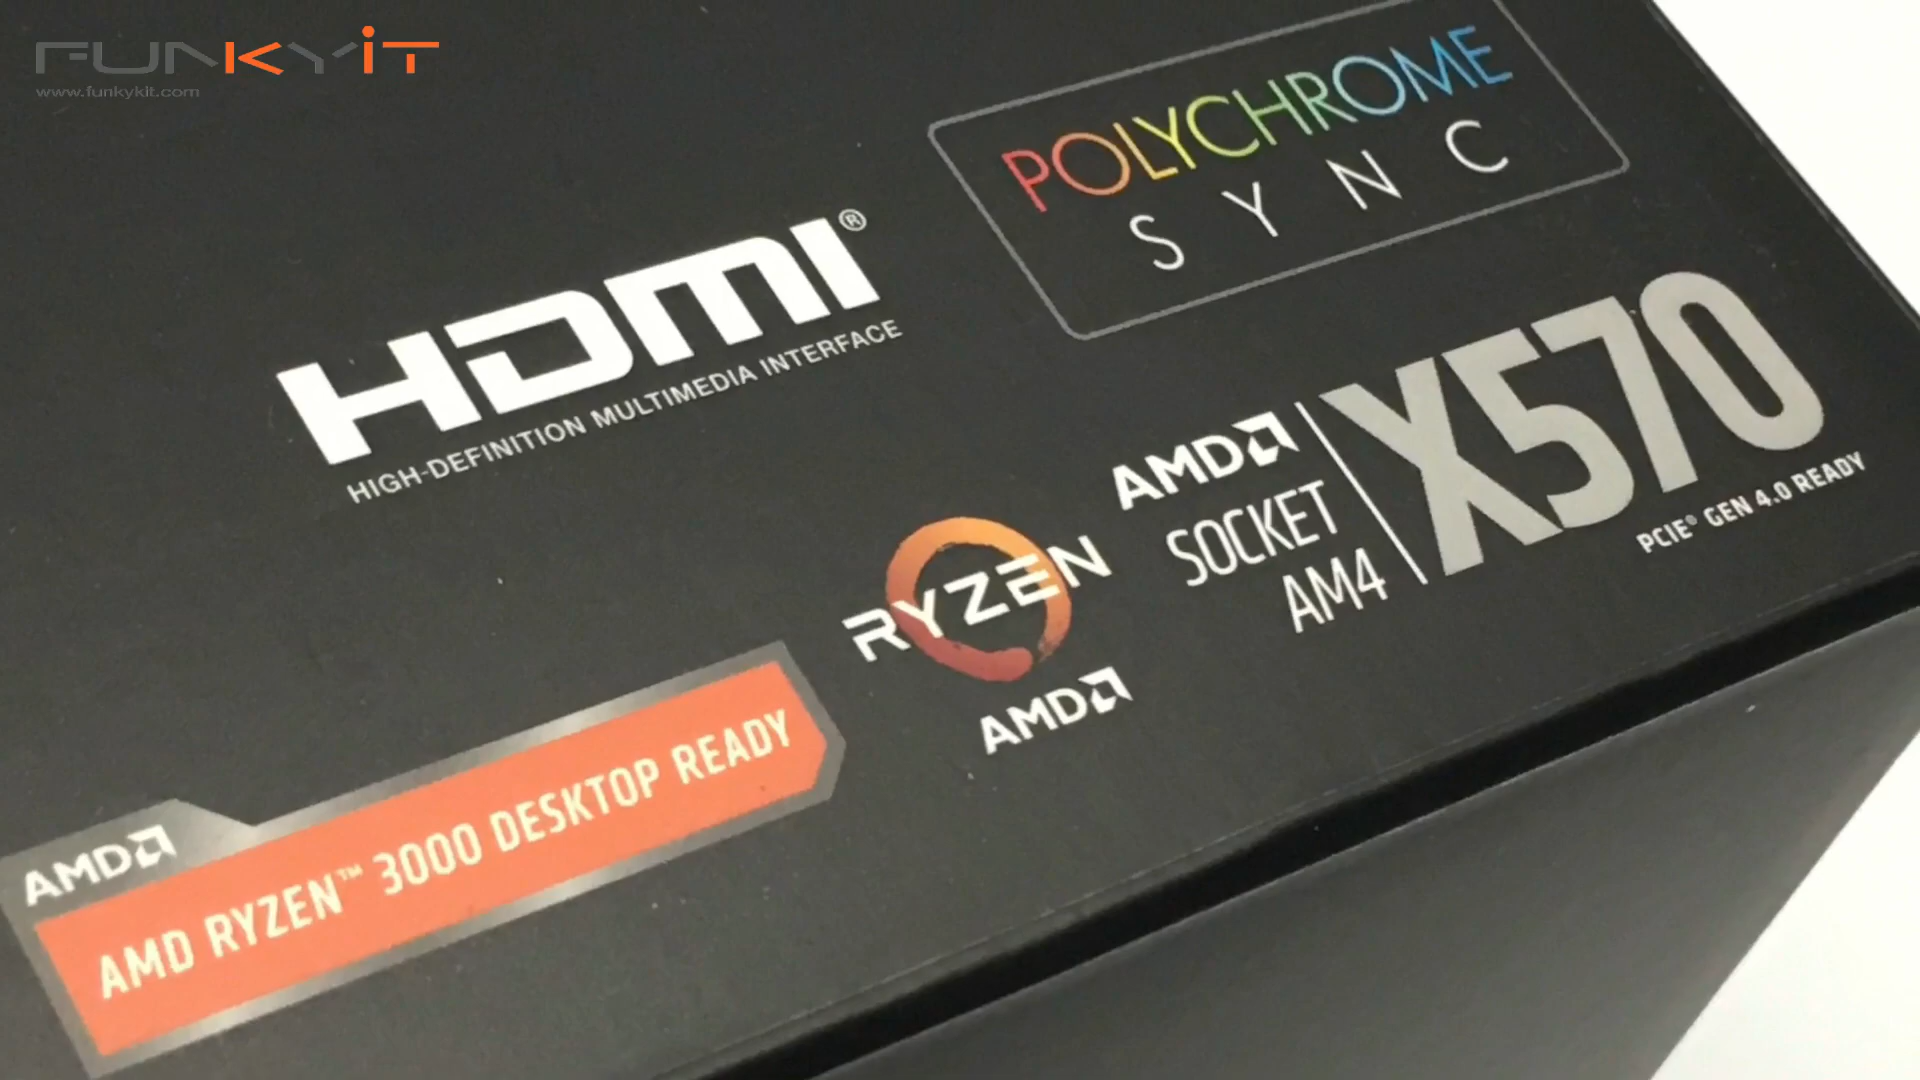 FUNKYiT
www.funkykit.com
POLYCHROME
SYNC
HDMI®
HIGH-DEFINITION MULTIMEDIA INTERFACE
AMD
SOCKET
AM4
X570
PCIE® GEN 4.0 READY
RYZEN
AMD
AMD
AMD RYZEN™ 3000 DESKTOP READY